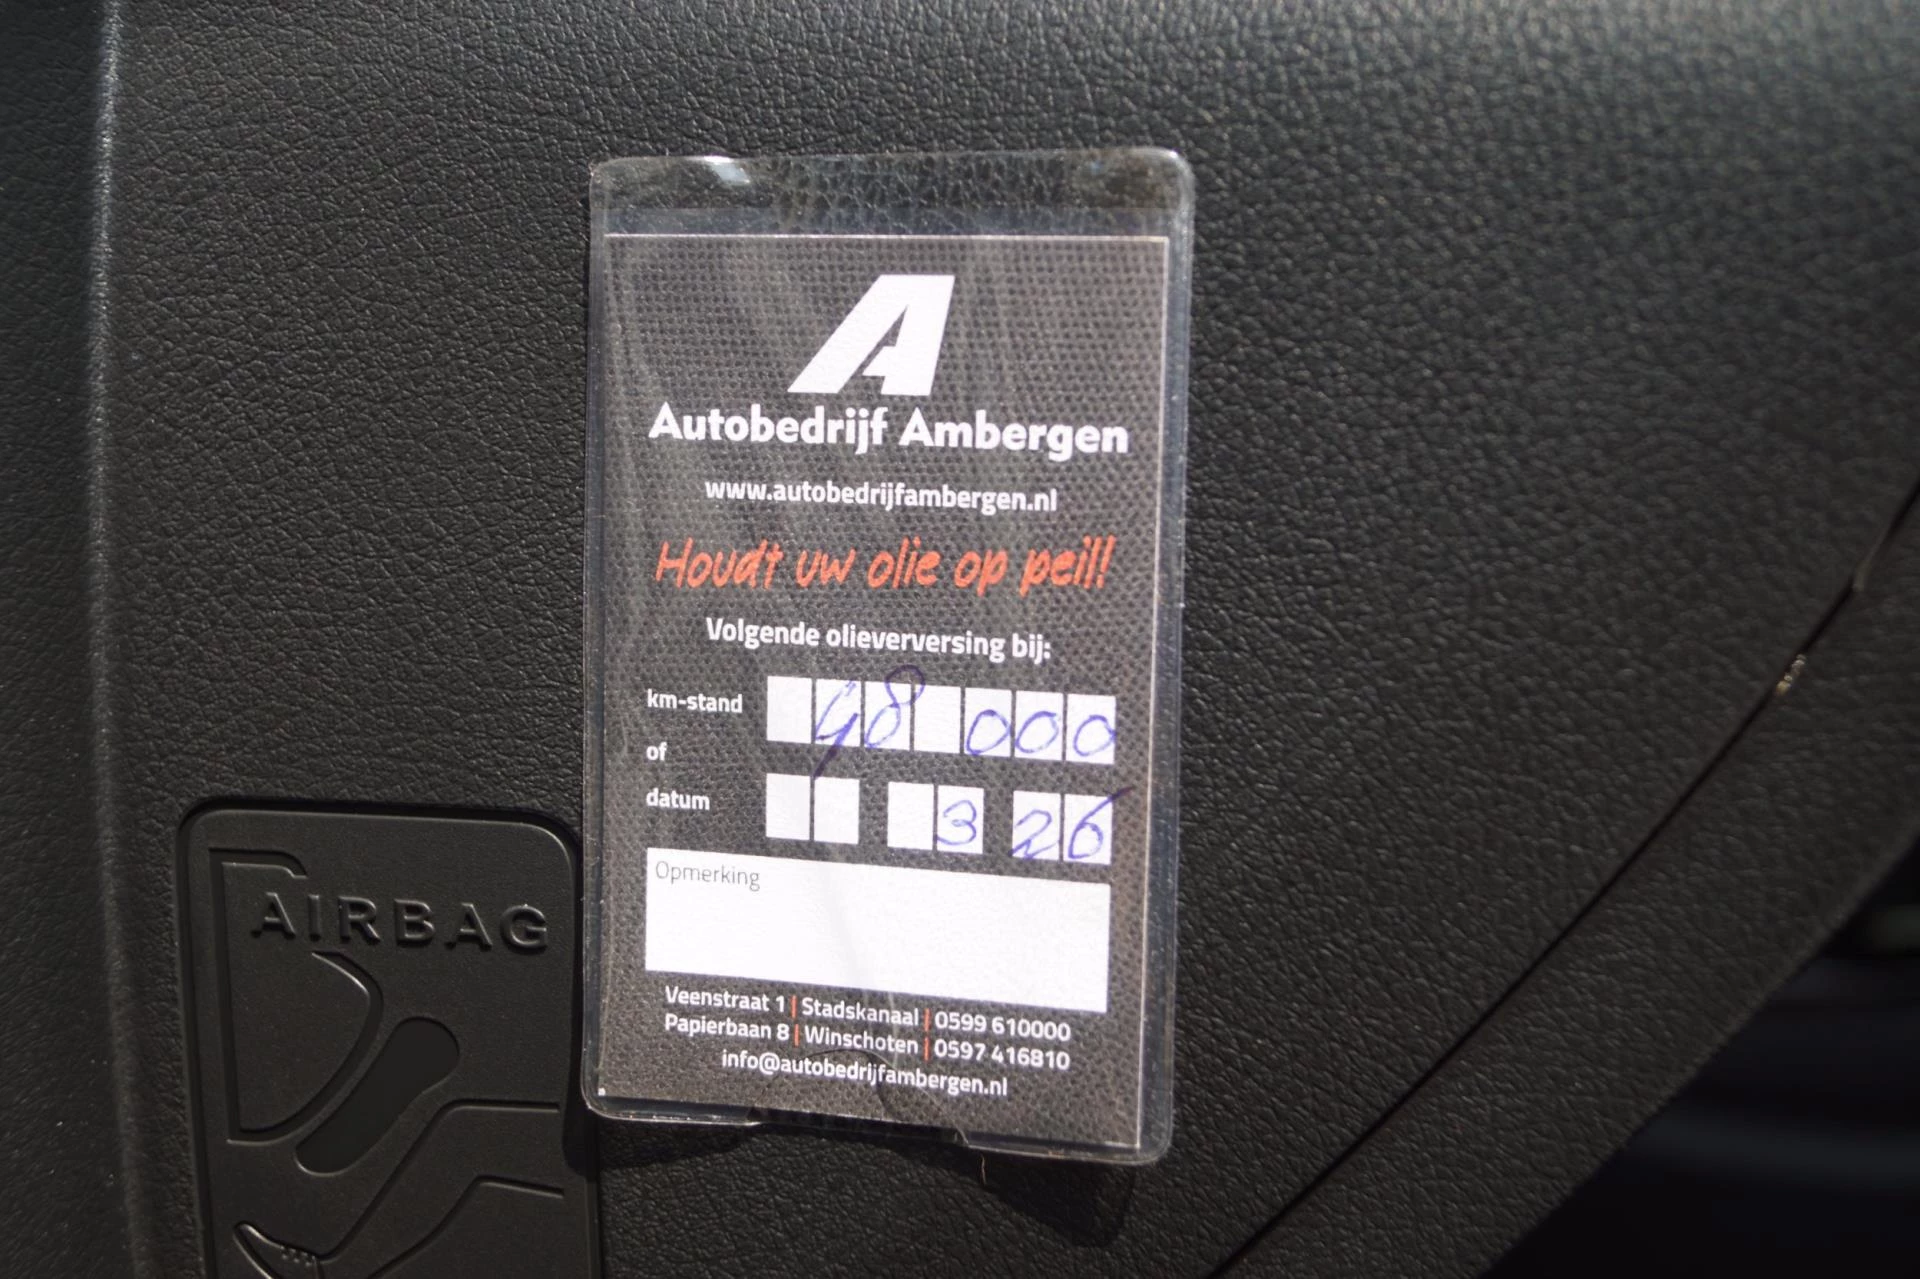 A
Autobedrijf Ambergen
www.autobedrijfambergen.nl
Houdt uw olie op peil!
Volgende olieverversing bij:
km-stand 48 000
of
datum 3 26
Opmerking
Veenstraat 1 | Stadskanaal | 0599 610000
Papierbaan 8 | Winschoten | 0597 416810
info@autobedrijfambergen.nl
AIRBAG